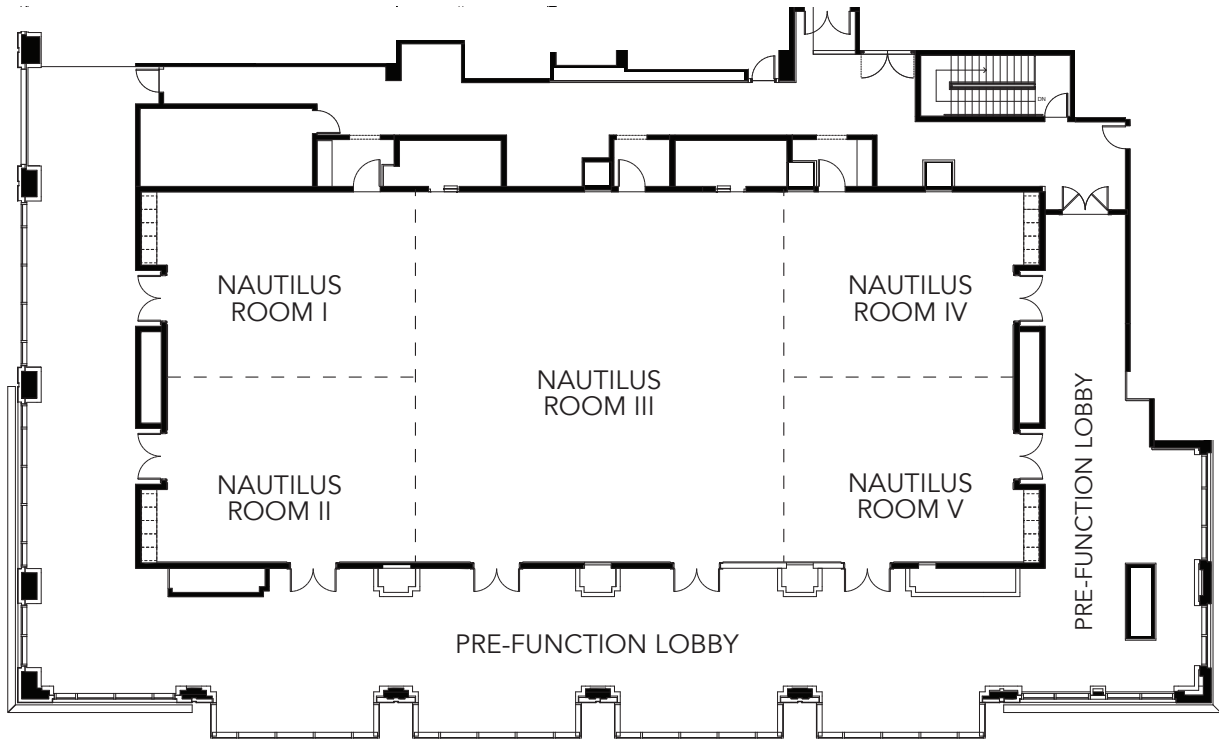 DN
NAUTILUS
ROOM I
NAUTILUS
ROOM IV
NAUTILUS
ROOM III
NAUTILUS
ROOM II
NAUTILUS
ROOM V
PRE-FUNCTION LOBBY
PRE-FUNCTION LOBBY